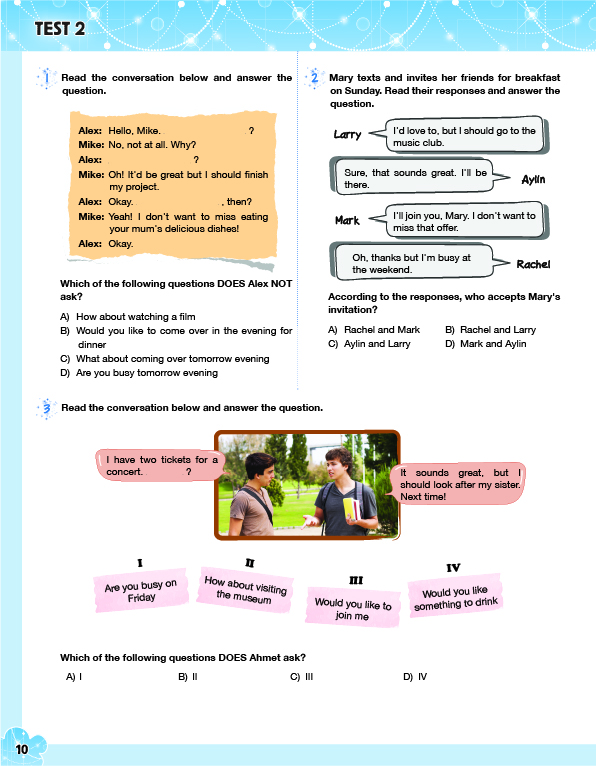 TEST 2
1 Read the conversation below and answer the
question.
Alex: Hello, Mike. ?
Mike: No, not at all. Why?
Alex: ?
Mike: Oh! It'd be great but I should finish
my project.
Alex: Okay. , then?
Mike: Yeah! I don't want to miss eating
your mum's delicious dishes!
Alex: Okay.
Which of the following questions DOES Alex NOT
ask?
A) How about watching a film
B) Would you like to come over in the evening for
dinner
C) What about coming over tomorrow evening
D) Are you busy tomorrow evening
2 Mary texts and invites her friends for breakfast
on Sunday. Read their responses and answer the
question.
Larry
I'd love to, but I should go to the
music club.
Sure, that sounds great. I'll be
there.
Aylin
Mark
I'll join you, Mary. I don't want to
miss that offer.
Oh, thanks but I'm busy at
the weekend.
Rachel
According to the responses, who accepts Mary's
invitation?
A) Rachel and Mark B) Rachel and Larry
C) Aylin and Larry D) Mark and Aylin
3 Read the conversation below and answer the question.
I have two tickets for a
concert. ?
It sounds great, but I
should look after my sister.
Next time!
I
Are you busy on
Friday
II
How about visiting
the museum
III
Would you like to
join me
IV
Would you like
something to drink
Which of the following questions DOES Ahmet ask?
A) I B) II C) III D) IV
10